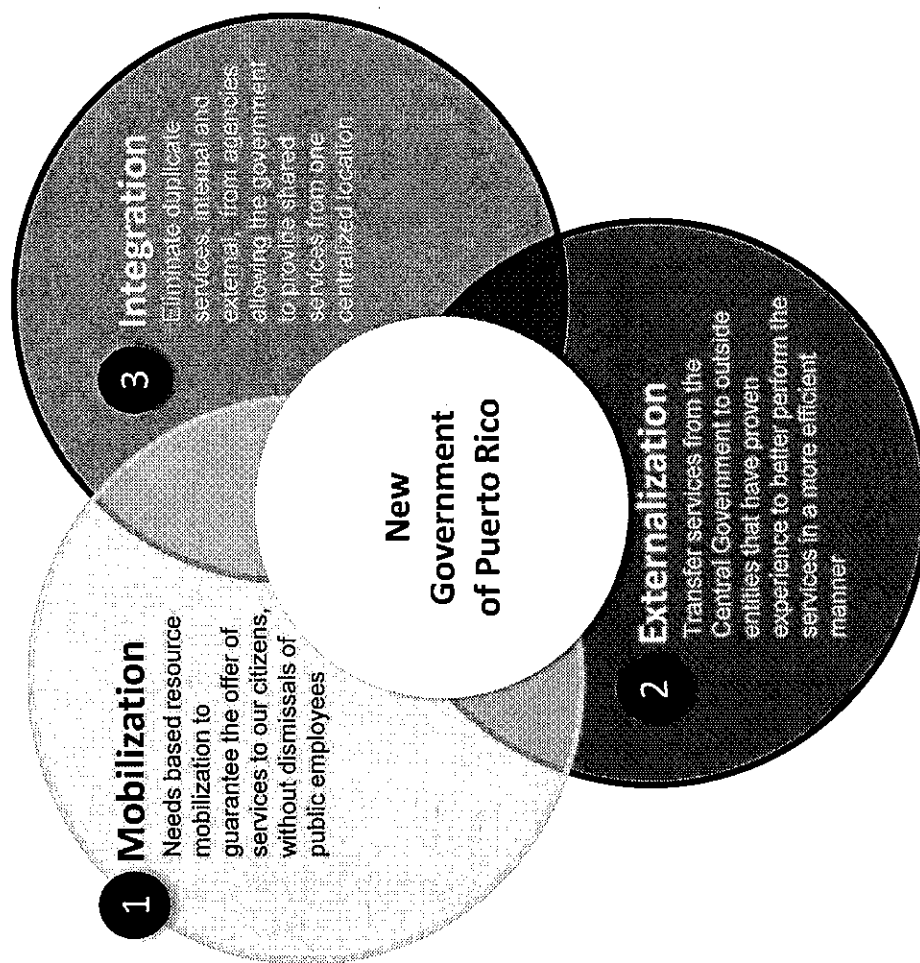 1
Mobilization
Needs based resource
mobilization to
guarantee the offer of
services to our citizens,
without dismissals of
public employees
3
Integration
Eliminate duplicate
services, internal and
external, from agencies
allowing the government
to provide shared
services from one
centralized location
New
Government
of Puerto Rico
2
Externalization
Transfer services from the
Central Government to outside
entities that have proven
experience to better perform the
services in a more efficient
manner